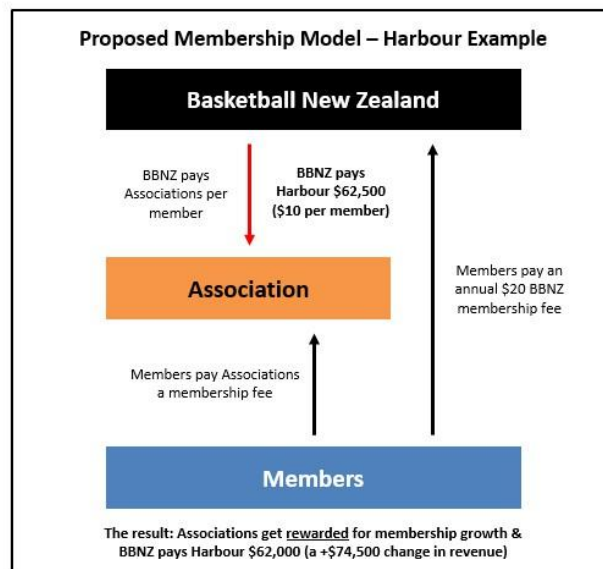 Proposed Membership Model – Harbour Example
Basketball New Zealand
BBNZ pays
Associations per
member
BBNZ pays
Harbour $62,500
($10 per member)
Members pay an
annual $20 BBNZ
membership fee
Association
Members pay Associations
a membership fee
Members
The result: Associations get rewarded for membership growth &
BBNZ pays Harbour $62,000 (a +$74,500 change in revenue)